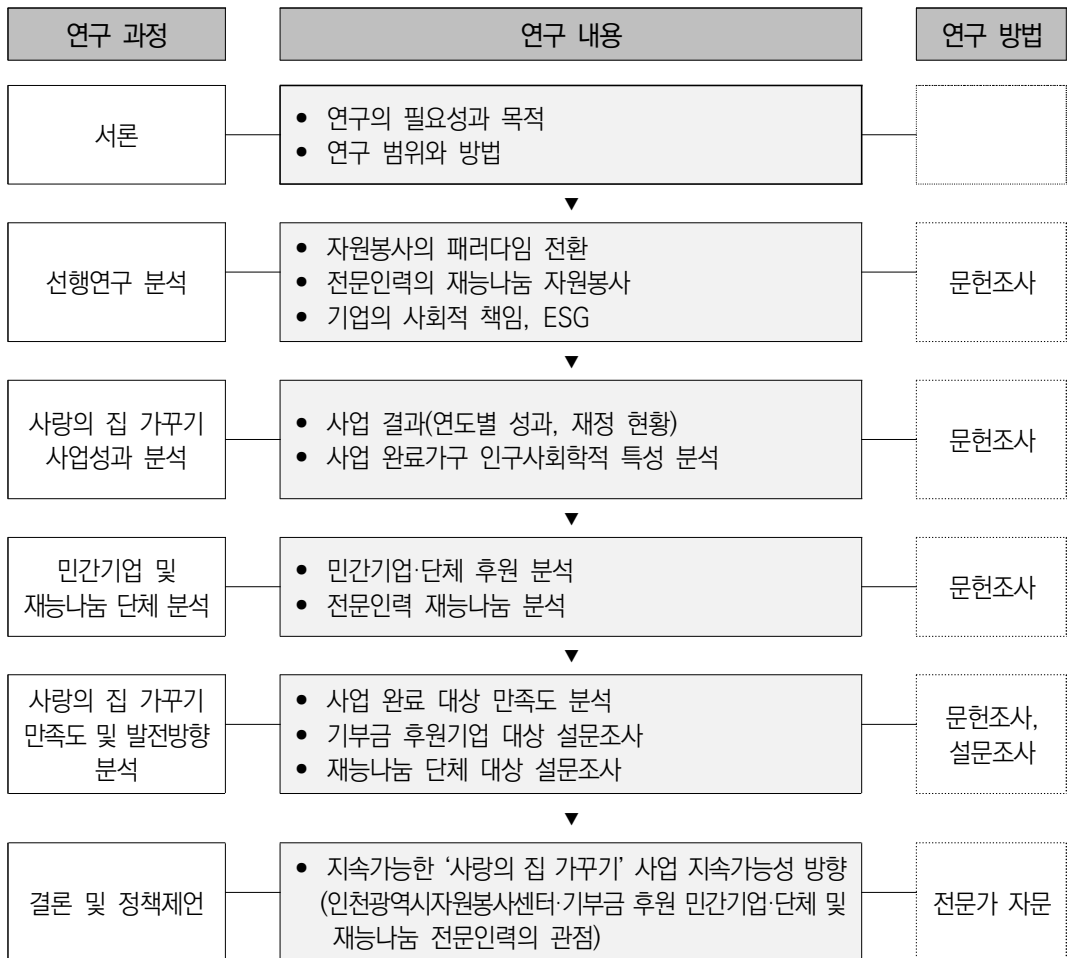 연구 과정
연구 내용
연구 방법
서론
• 연구의 필요성과 목적
• 연구 범위와 방법
▼
선행연구 분석
• 자원봉사의 패러다임 전환
• 전문인력의 재능나눔 자원봉사
• 기업의 사회적 책임, ESG
문헌조사
▼
사랑의 집 가꾸기
사업성과 분석
• 사업 결과(연도별 성과, 재정 현황)
• 사업 완료가구 인구사회학적 특성 분석
문헌조사
▼
민간기업 및
재능나눔 단체 분석
• 민간기업·단체 후원 분석
• 전문인력 재능나눔 분석
문헌조사
▼
사랑의 집 가꾸기
만족도 및 발전방향
분석
• 사업 완료 대상 만족도 분석
• 기부금 후원기업 대상 설문조사
• 재능나눔 단체 대상 설문조사
문헌조사,
설문조사
▼
결론 및 정책제언
• 지속가능한 ‘사랑의 집 가꾸기’ 사업 지속가능성 방향
(인천광역시자원봉사센터·기부금 후원 민간기업·단체 및
재능나눔 전문인력의 관점)
전문가 자문